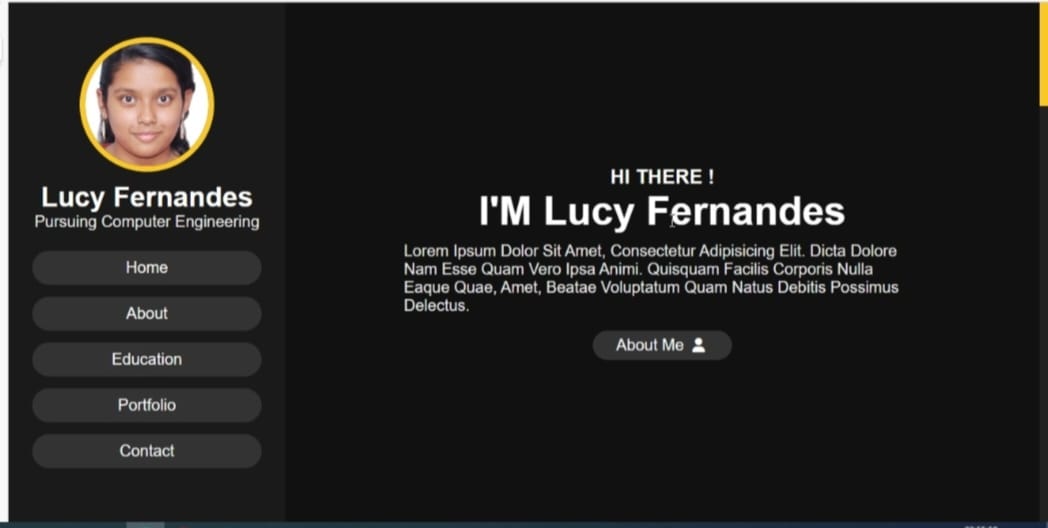 Lucy Fernandes
Pursuing Computer Engineering
Home
About
Education
Portfolio
Contact
HI THERE !
I'M Lucy Fernandes
Lorem Ipsum Dolor Sit Amet, Consectetur Adipisicing Elit. Dicta Dolore
Nam Esse Quam Vero Ipsa Animi. Quisquam Facilis Corporis Nulla
Eaque Quae, Amet, Beatae Voluptatum Quam Natus Debitis Possimus
Delectus.
About Me